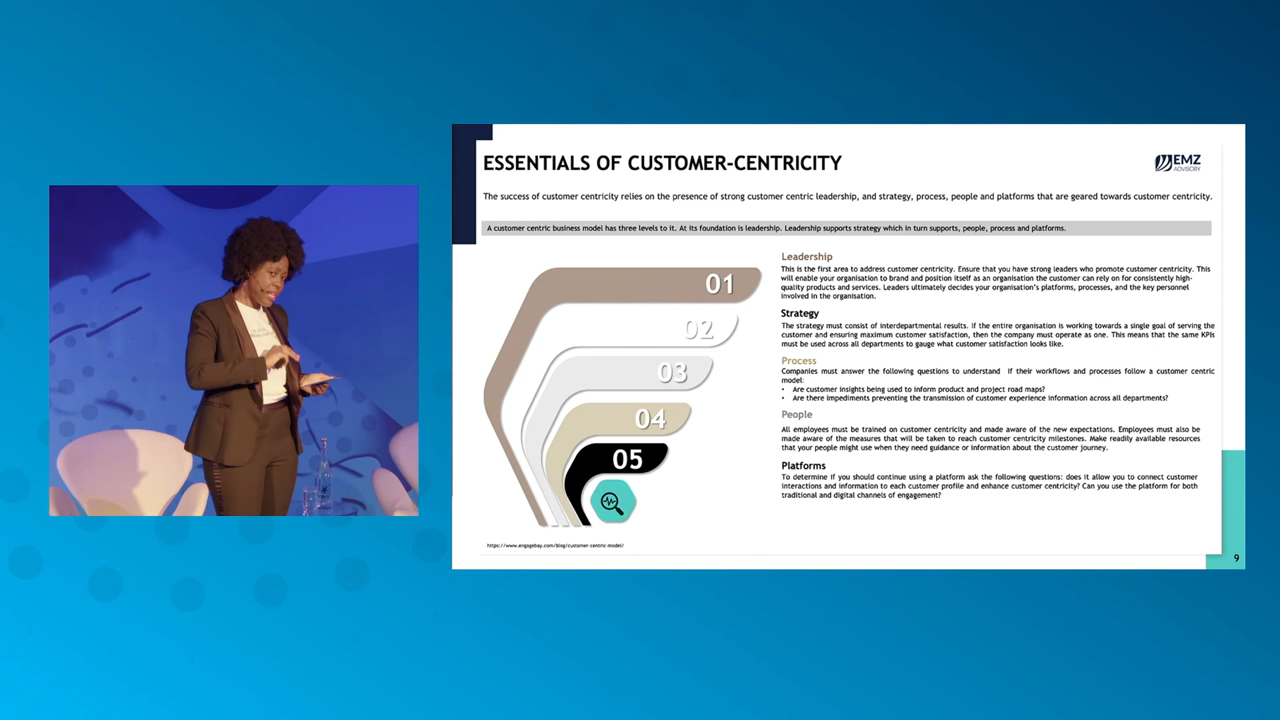 ESSENTIALS OF CUSTOMER-CENTRICITY
EMZ
ADVISORY
The success of customer centricity relies on the presence of strong customer centric leadership, and strategy, process, people and platforms that are geared towards customer centricity.
A customer centric business model has three levels to it. At its foundation is leadership. Leadership supports strategy which in turn supports, people, process and platforms.
01
02
03
04
05
Leadership
This is the first area to address customer centricity. Ensure that you have strong leaders who promote customer centricity. This
will enable your organisation to brand and position itself as an organisation the customer can rely on for consistently high-
quality products and services. Leaders ultimately decides your organisation's platforms, processes, and the key personnel
involved in the organisation.
Strategy
The strategy must consist of interdepartmental results. If the entire organisation is working towards a single goal of serving the
customer and ensuring maximum customer satisfaction, then the company must operate as one. This means that the same KPIs
must be used across all departments to gauge what customer satisfaction looks like.
Process
Companies must answer the following questions to understand if their workflows and processes follow a customer centric
model:
• Are customer insights being used to inform product and project road maps?
• Are there impediments preventing the transmission of customer experience information across all departments?
People
All employees must be trained on customer centricity and made aware of the new expectations. Employees must also be
made aware of the measures that will be taken to reach customer centricity milestones. Make readily available resources
that your people might use when they need guidance or information about the customer journey.
Platforms
To determine if you should continue using a platform ask the following questions: does it allow you to connect customer
interactions and information to each customer profile and enhance customer centricity? Can you use the platform for both
traditional and digital channels of engagement?
https://www.engagebay.com/blog/customer-centric-model/
9